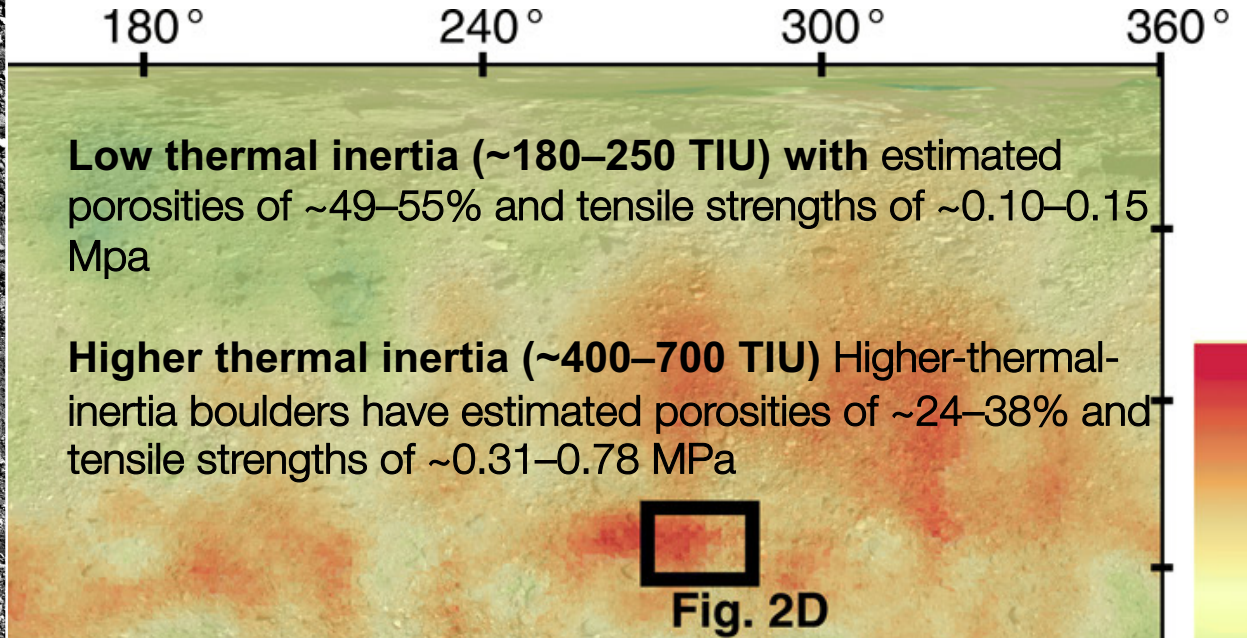 180° 240° 300° 360°
Low thermal inertia (~180–250 TIU) with estimated
porosities of ~49–55% and tensile strengths of ~0.10–0.15
Mpa
Higher thermal inertia (~400–700 TIU) Higher-thermal-
inertia boulders have estimated porosities of ~24–38% and
tensile strengths of ~0.31–0.78 MPa
Fig. 2D